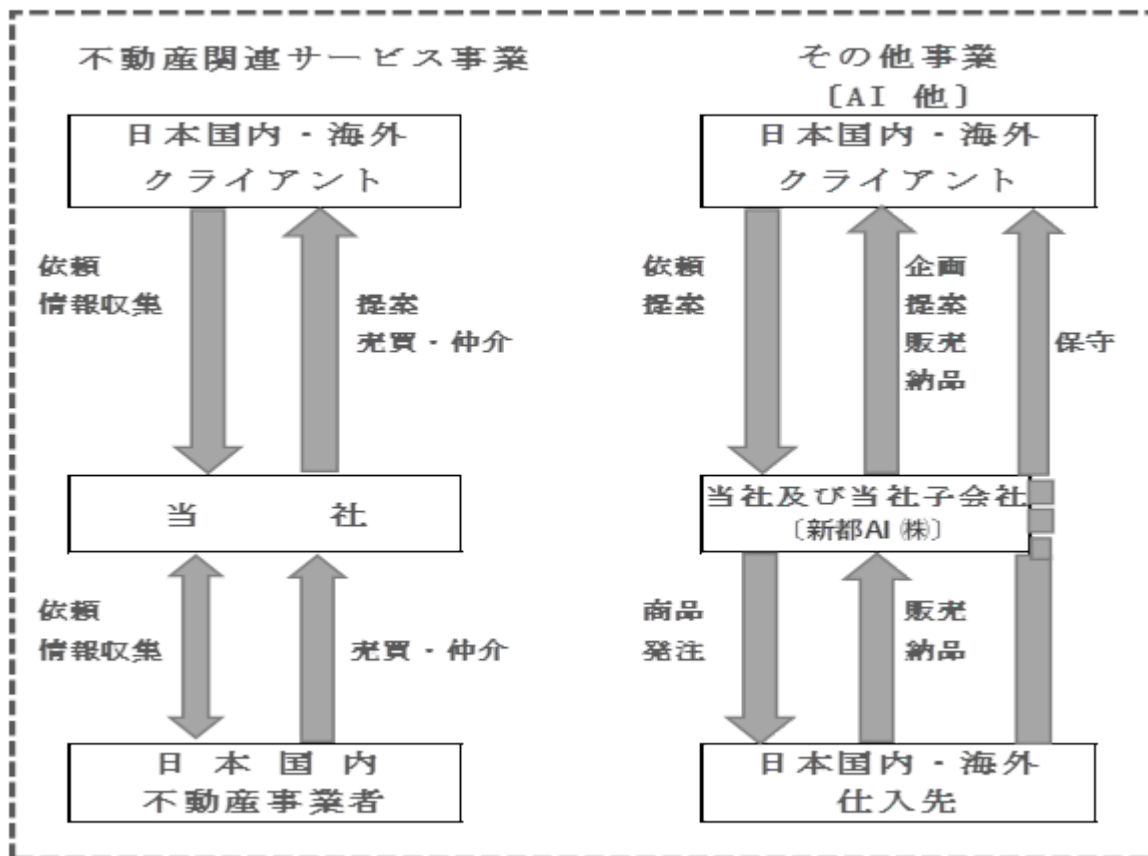 不動産関連サービス事業
日本国内・海外
クライアント
依頼
情報収集
提案
売買・仲介
当　　社
依頼
情報収集
売買・仲介
日本国内
不動産事業者
その他事業
〔AI 他〕
日本国内・海外
クライアント
依頼
提案
企画
提案
販売
納品
保守
当社及び当社子会社
〔新都AI㈱〕
商品
発注
販売
納品
日本国内・海外
仕入先